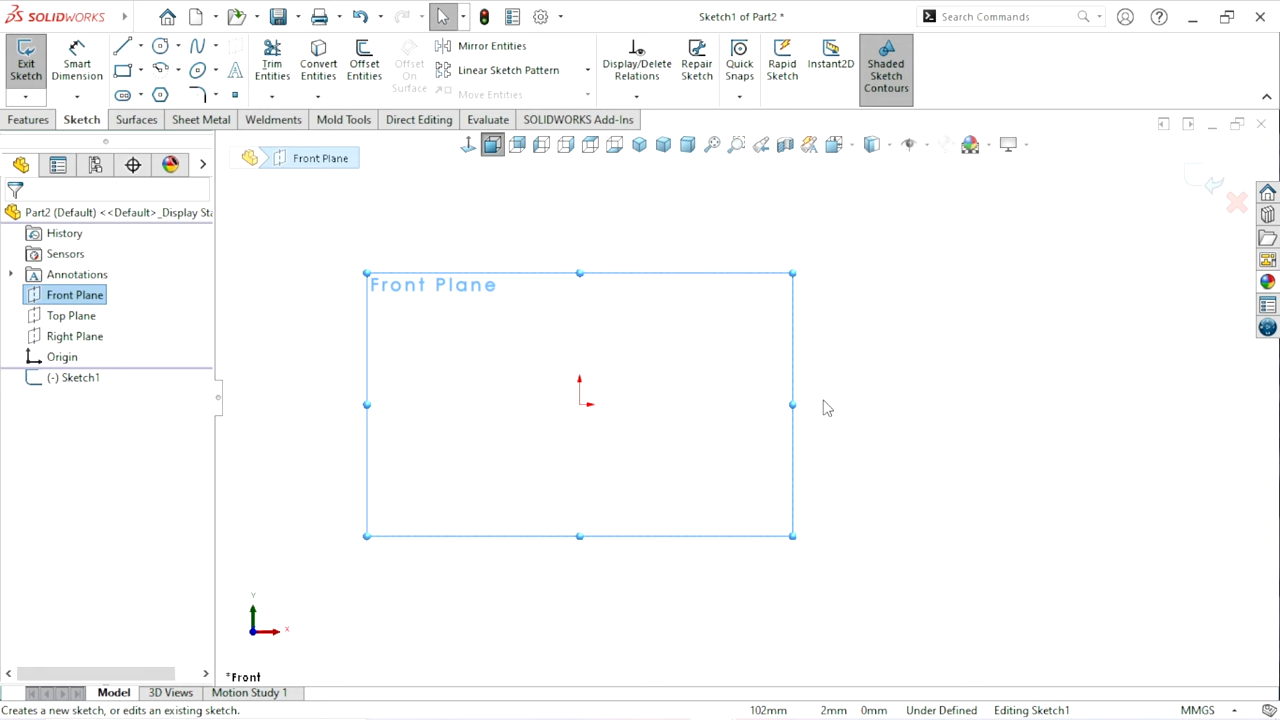 SOLIDWORKS
Sketch1 of Part2 *
Search Commands
Exit Sketch
Smart Dimension
Trim Entities
Convert Entities
Offset Entities
Offset On Surface
Mirror Entities
Linear Sketch Pattern
Move Entities
Display/Delete Relations
Repair Sketch
Quick Snaps
Rapid Sketch
Instant2D
Shaded Sketch Contours
Features
Sketch
Surfaces
Sheet Metal
Weldments
Mold Tools
Direct Editing
Evaluate
SOLIDWORKS Add-Ins
Front Plane
Part2 (Default) <<Default>_Display Sta
History
Sensors
Annotations
Front Plane
Top Plane
Right Plane
Origin
(-) Sketch1
Front Plane
Y
X
*Front
Model
3D Views
Motion Study 1
Creates a new sketch, or edits an existing sketch.
102mm
2mm
0mm
Under Defined
Editing Sketch1
MMGS